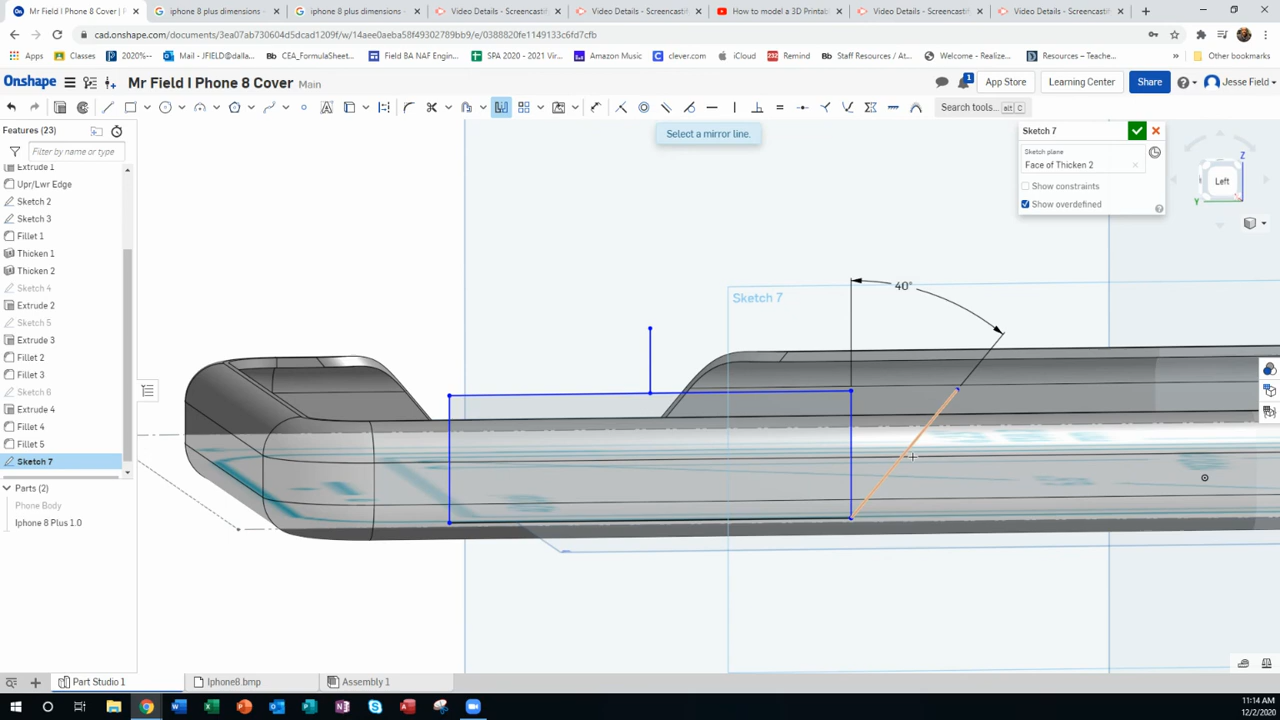 Mr Field I Phone 8 Cover | P
iphone 8 plus dimensions
iphone 8 plus dimensions
Video Details - Screencast
Video Details - Screencasti
How to model a 3D Printab
Video Details - Screencasti
Video Details - Screencasti
cad.onshape.com/documents/3ea07ab730604d5dcad1209f/w/14aee0aeba58f49302789bb9/e/0388820fe1149133c6fd7cfb
Apps
Classes
2020%--
Mail - JFIELD@dalla...
CEA_FormulaSheet...
Field BA NAF Engin...
SPA 2020 - 2021 Vir...
Amazon Music
clever.com
iCloud
Remind
Staff Resources / At...
Welcome - Realize...
Resources – Teache...
Other bookmarks
Onshape
Mr Field I Phone 8 Cover
Main
1
App Store
Learning Center
Share
Jesse Field
Search tools...
alt C
Features (23)
Filter by name or type
Extrude 1
Upr/Lwr Edge
Sketch 2
Sketch 3
Fillet 1
Thicken 1
Thicken 2
Sketch 4
Extrude 2
Sketch 5
Extrude 3
Fillet 2
Fillet 3
Sketch 6
Extrude 4
Fillet 4
Fillet 5
Sketch 7
Parts (2)
Phone Body
Iphone 8 Plus 1.0
Select a mirror line.
Sketch 7
Sketch plane
Face of Thicken 2
Show constraints
Show overdefined
Z
Left
Y
Sketch 7
40°
Part Studio 1
Iphone8.bmp
Assembly 1
11:14 AM
12/2/2020